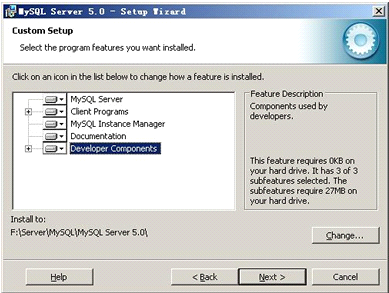 MySQL Server 5.0 - Setup Wizard
Custom Setup
Select the program features you want installed.
Click on an icon in the list below to change how a feature is installed.
MySQL Server
Client Programs
MySQL Instance Manager
Documentation
Developer Components
Feature Description
Components used by
developers.
This feature requires 0KB on
your hard drive. It has 3 of 3
subfeatures selected. The
subfeatures require 27MB on
your hard drive.
Install to:
F:\Server\MySQL\MySQL Server 5.0\
Change...
Help
< Back
Next >
Cancel